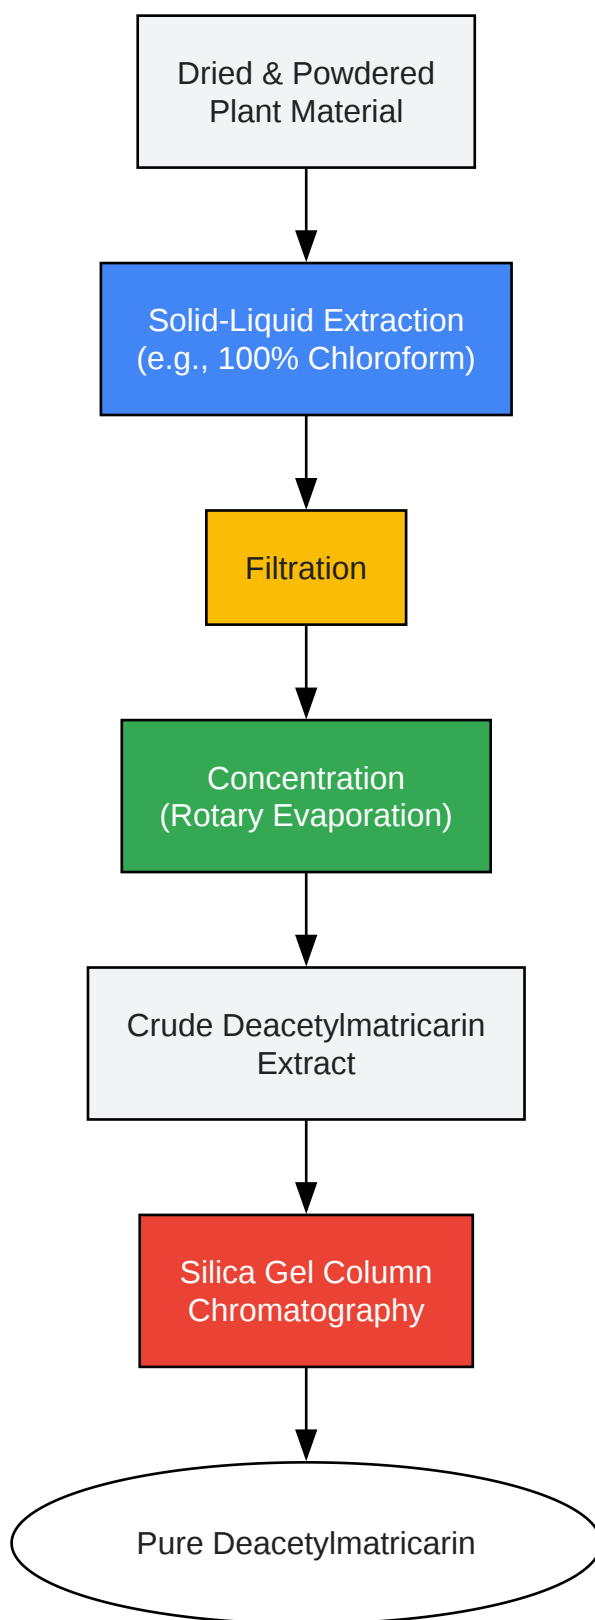 Dried & Powdered
Plant Material
Solid-Liquid Extraction
(e.g., 100% Chloroform)
Filtration
Concentration
(Rotary Evaporation)
Crude Deacetylmatricarin
Extract
Silica Gel Column
Chromatography
Pure Deacetylmatricarin